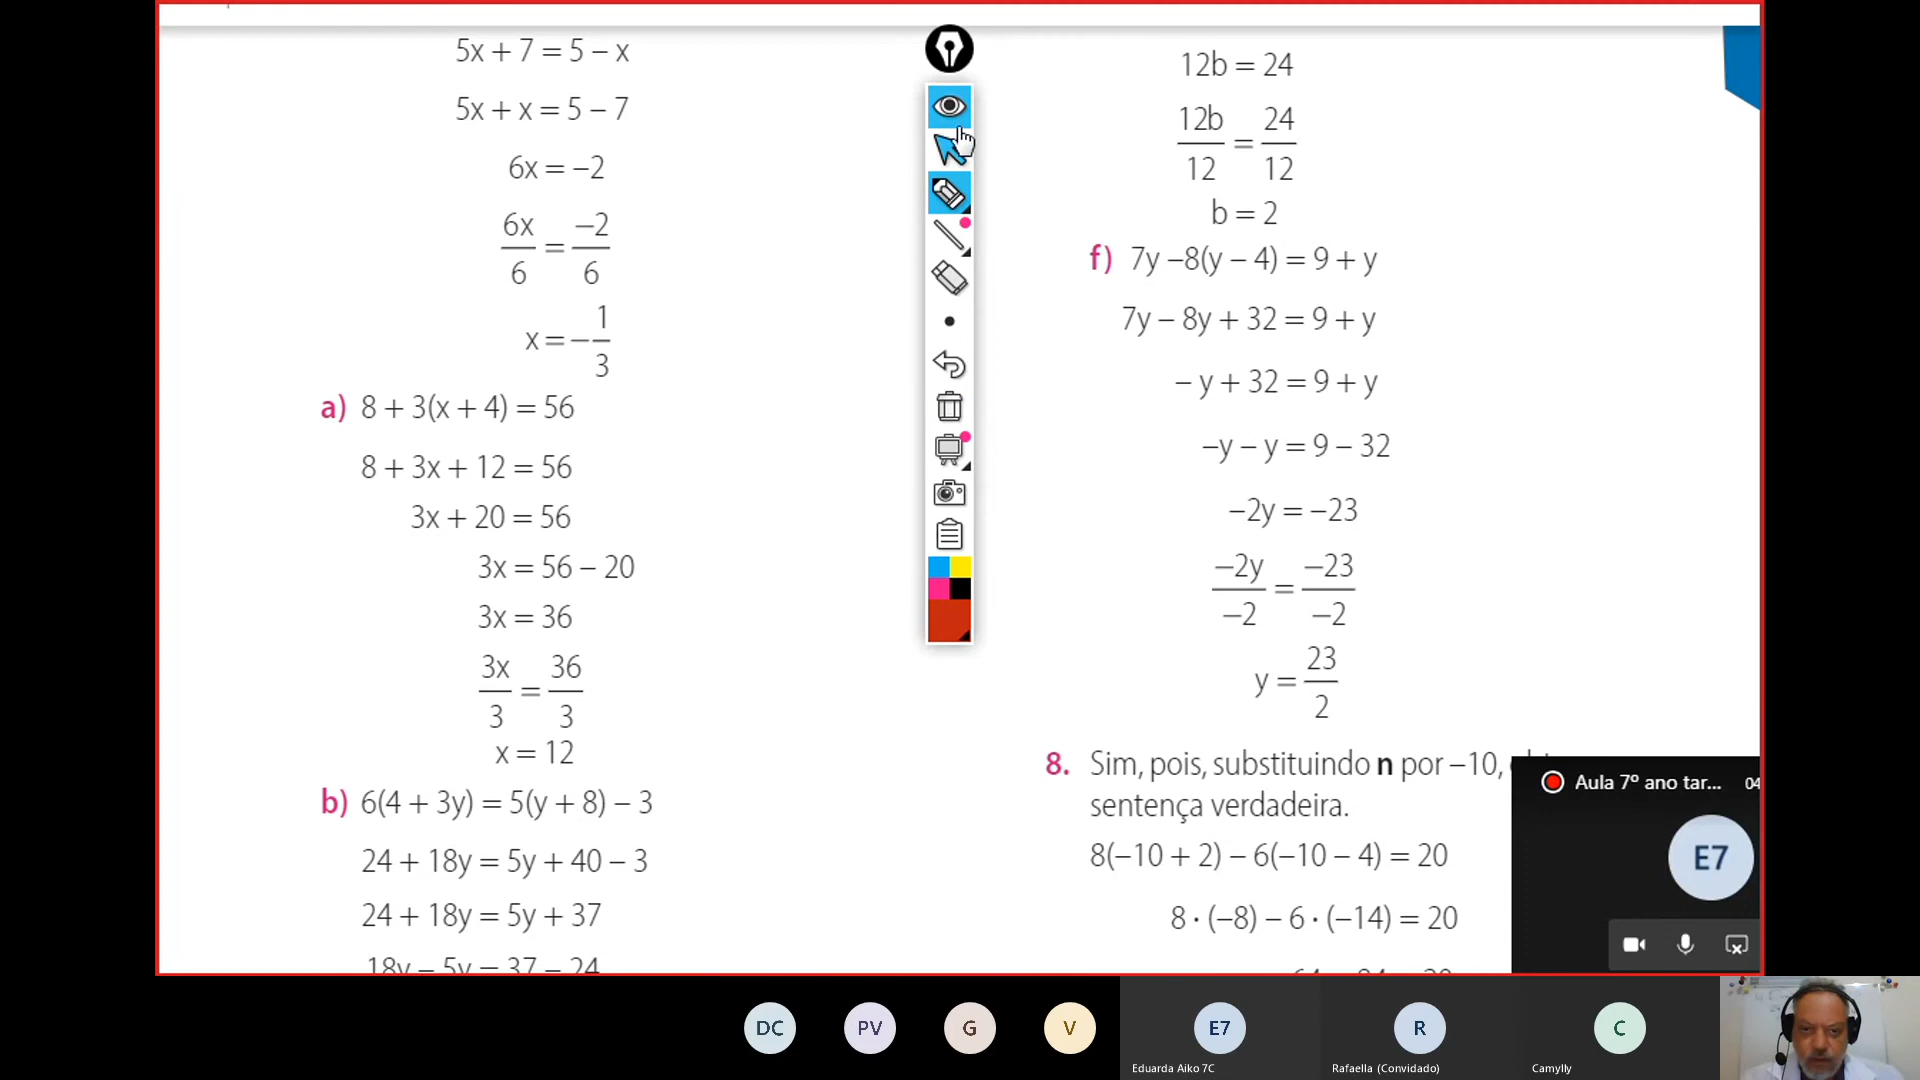 5x + 7 = 5 – x
5x + x = 5 – 7
6x = –2
6x/6 = –2/6
x = – 1/3
a) 8 + 3(x + 4) = 56
8 + 3x + 12 = 56
3x + 20 = 56
3x = 56 – 20
3x = 36
3x/3 = 36/3
x = 12
b) 6(4 + 3y) = 5(y + 8) – 3
24 + 18y = 5y + 40 – 3
24 + 18y = 5y + 37
18y – 5y = 37 – 24
12b = 24
12b/12 = 24/12
b = 2
f) 7y –8(y – 4) = 9 + y
7y – 8y + 32 = 9 + y
– y + 32 = 9 + y
–y – y = 9 – 32
–2y = –23
–2y/–2 = –23/–2
y = 23/2
8. Sim, pois, substituindo n por –10,
sentença verdadeira.
8(–10 + 2) – 6(–10 – 4) = 20
8 · (–8) – 6 · (–14) = 20
Aula 7º ano tar... 04
E7
DC PV G V E7 R C
Eduarda Aiko 7C Rafaella (Convidado) Camylly